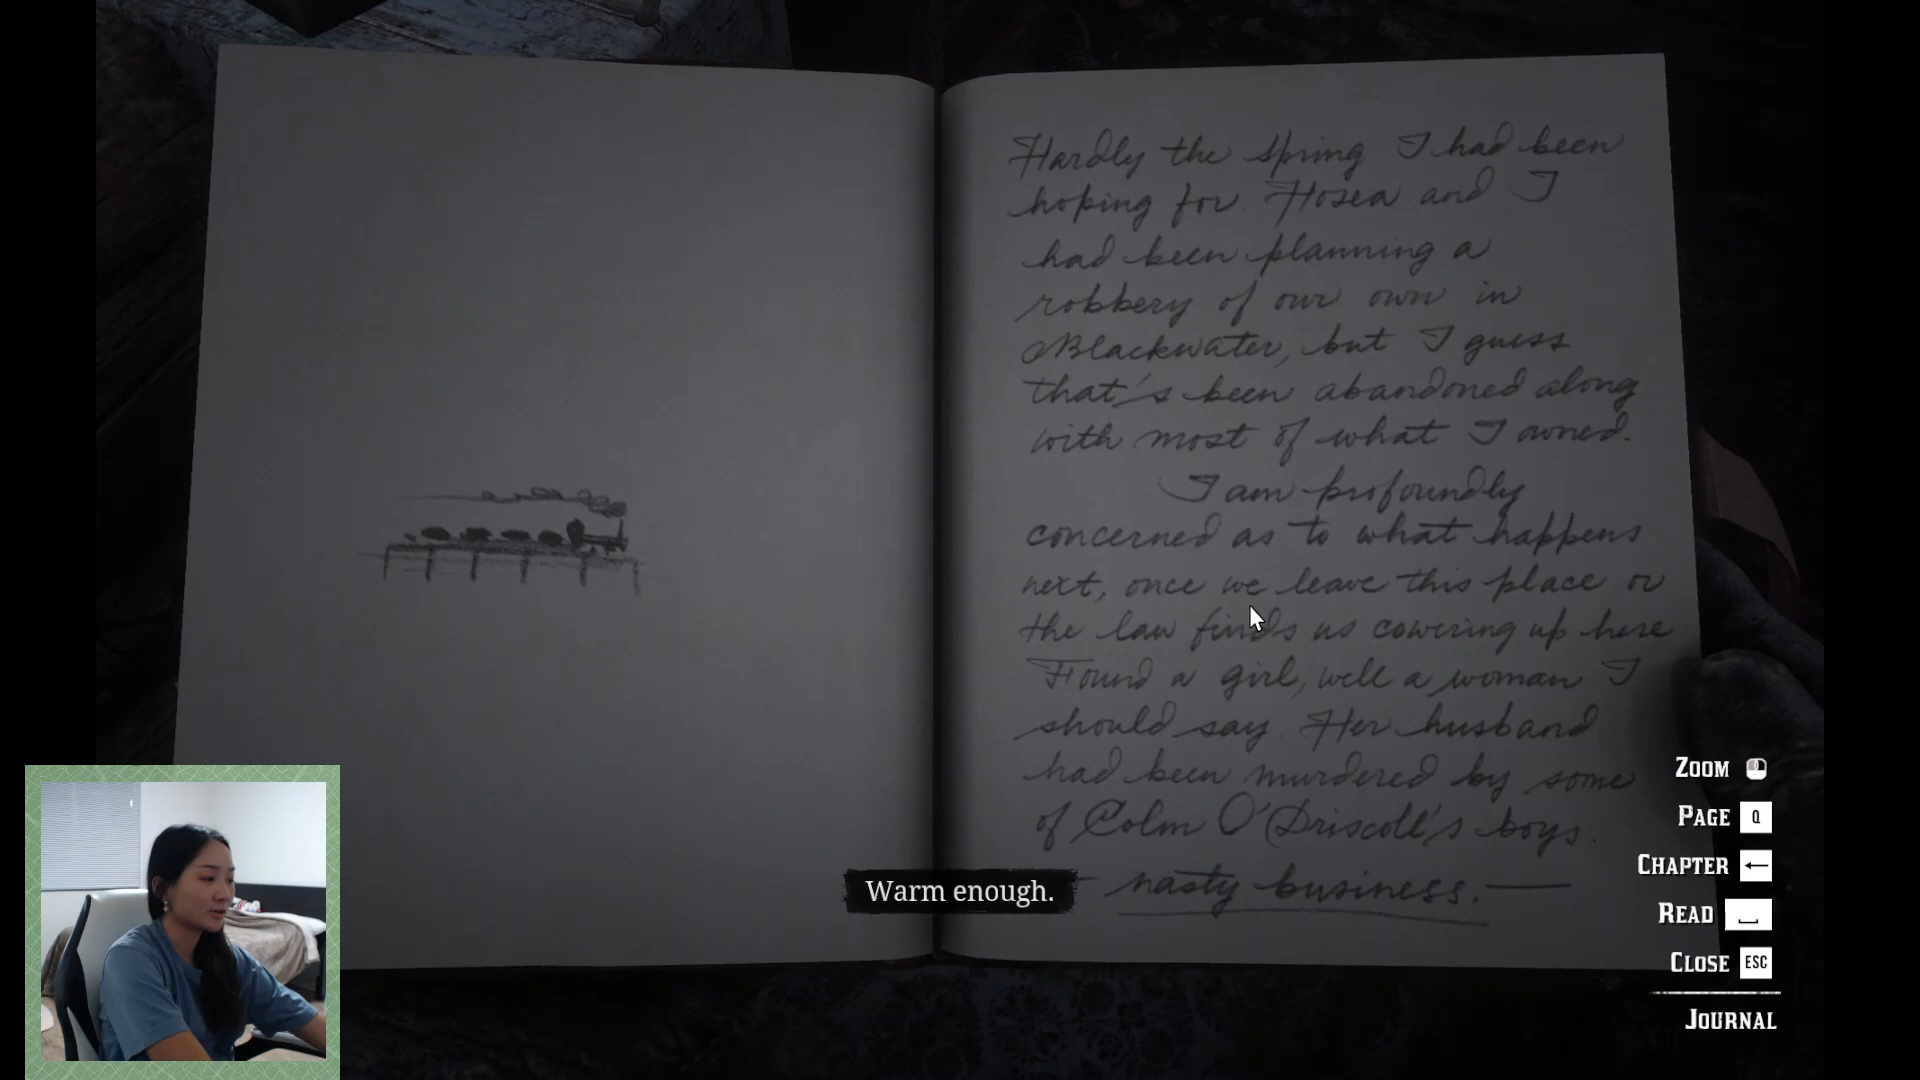 Hardly the spring I had been
hoping for. Hosea and I
had been planning a
robbery of our own in
Blackwater, but I guess
that's been abandoned along
with most of what I owned.
I am profoundly
concerned as to what happens
next, once we leave this place or
the law finds us cowering up here
Found a girl, well a woman I
should say. Her husband
had been murdered by some
of Colm O'Driscoll's boys.
— nasty business. —
Warm enough.
ZOOM
PAGE Q
CHAPTER ←
READ
CLOSE ESC
JOURNAL